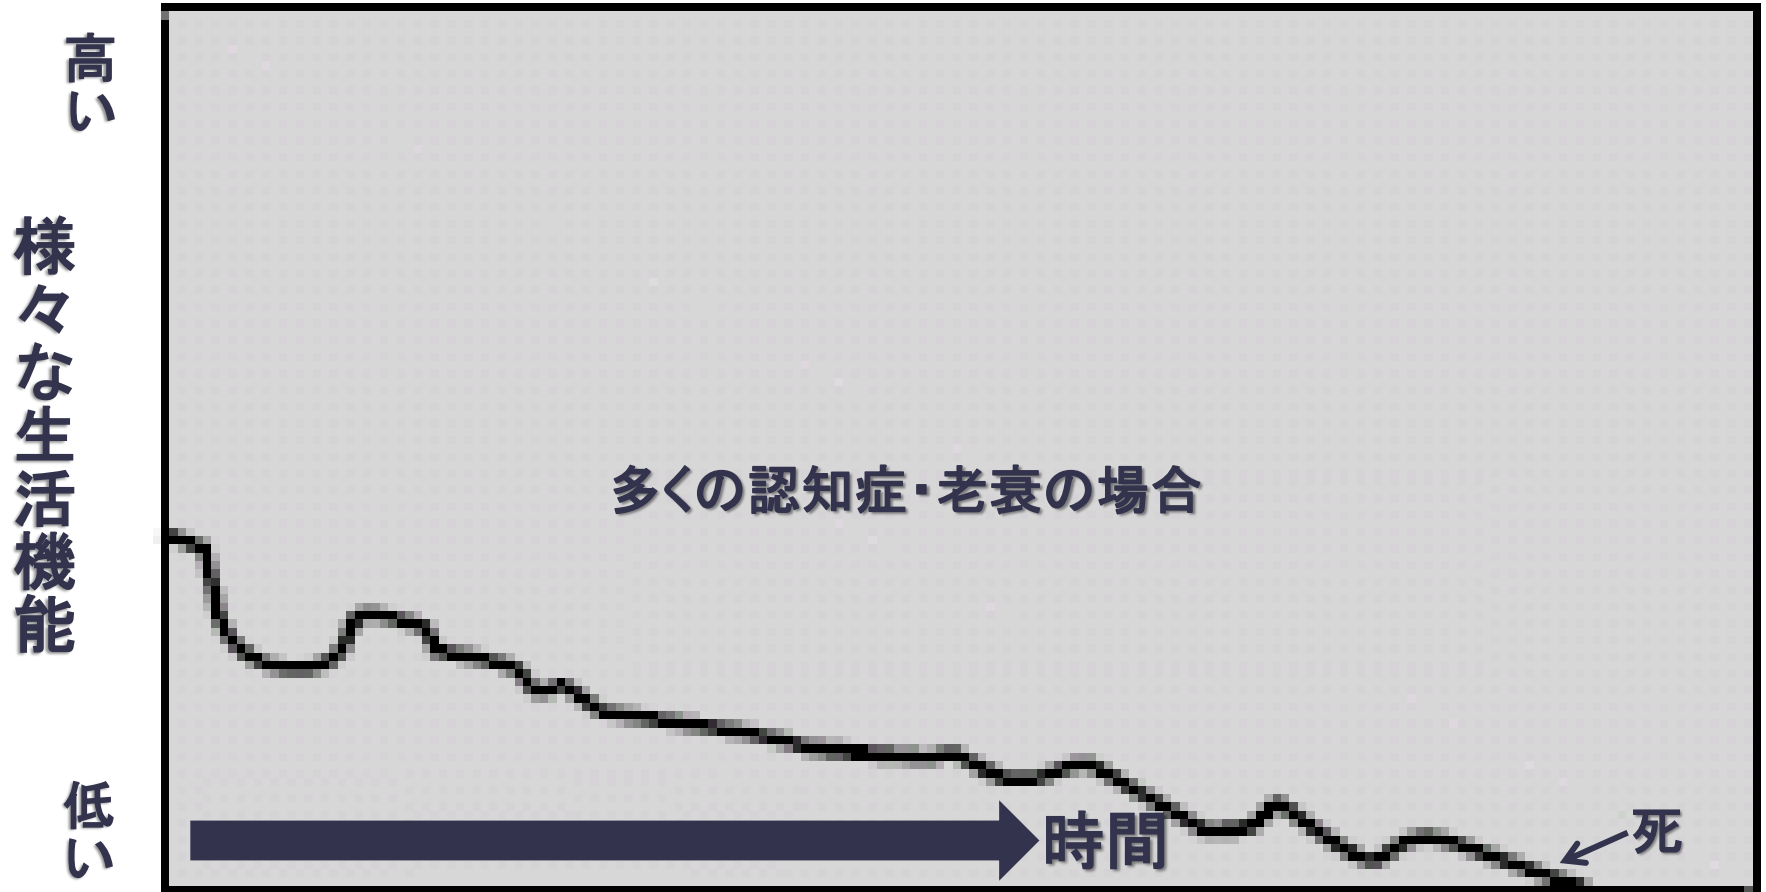 高い
様々な生活機能
低い
多くの認知症・老衰の場合
時間
死